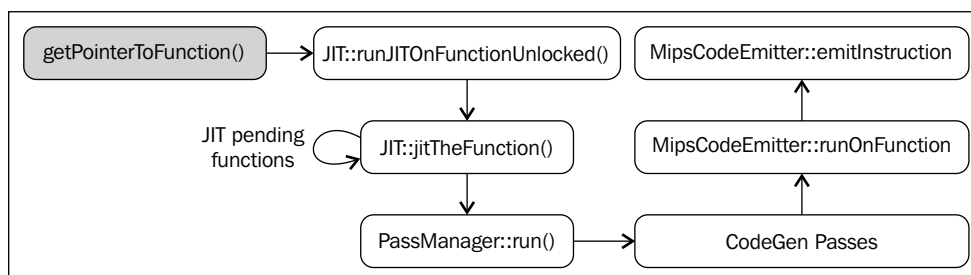 getPointerToFunction()
JIT::runJITOnFunctionUnlocked()
MipsCodeEmitter::emitInstruction
JIT pending
functions
JIT::jitTheFunction()
MipsCodeEmitter::runOnFunction
PassManager::run()
CodeGen Passes